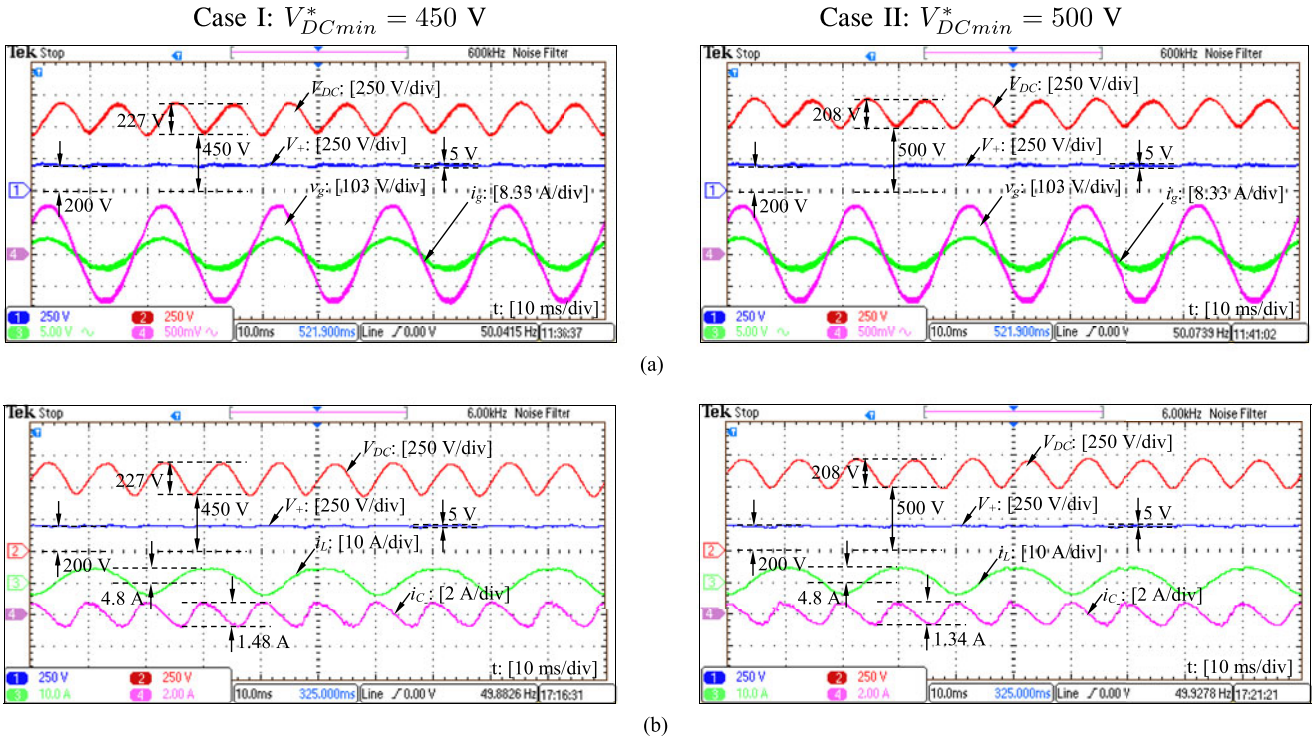 Case I: V*DCmin = 450 V
Case II: V*DCmin = 500 V
Tek Stop
600kHz Noise Filter
VDC: [250 V/div]
227 V
450 V
V+: [250 V/div]
5 V
1
200 V
vg: [103 V/div]
ig: [8.33 A/div]
4
t: [10 ms/div]
1 250 V 2 250 V
3 5.00 V 4 500mV
10.0ms 521.900ms Line 0.00 V 50.0415 Hz 11:36:37
Tek Stop
600kHz Noise Filter
VDC: [250 V/div]
208 V
500 V
V+: [250 V/div]
5 V
1
200 V
vg: [103 V/div]
ig: [8.33 A/div]
4
t: [10 ms/div]
1 250 V 2 250 V
3 5.00 V 4 500mV
10.0ms 521.900ms Line 0.00 V 50.0739 Hz 11:41:02
(a)
Tek Stop
6.00kHz Noise Filter
VDC: [250 V/div]
227 V
450 V
V+: [250 V/div]
5 V
2
200 V
iL: [10 A/div]
3
4.8 A
iC: [2 A/div]
4
1.48 A
t: [10 ms/div]
1 250 V 2 250 V
3 10.0 A 4 2.00 A
10.0ms 325.000ms Line 0.00 V 49.8826 Hz 17:16:31
Tek Stop
6.00kHz Noise Filter
VDC: [250 V/div]
208 V
500 V
V+: [250 V/div]
5 V
2
200 V
iL: [10 A/div]
3
4.8 A
iC: [2 A/div]
4
1.34 A
t: [10 ms/div]
1 250 V 2 250 V
3 10.0 A 4 2.00 A
10.0ms 325.000ms Line 0.00 V 49.9278 Hz 17:21:21
(b)